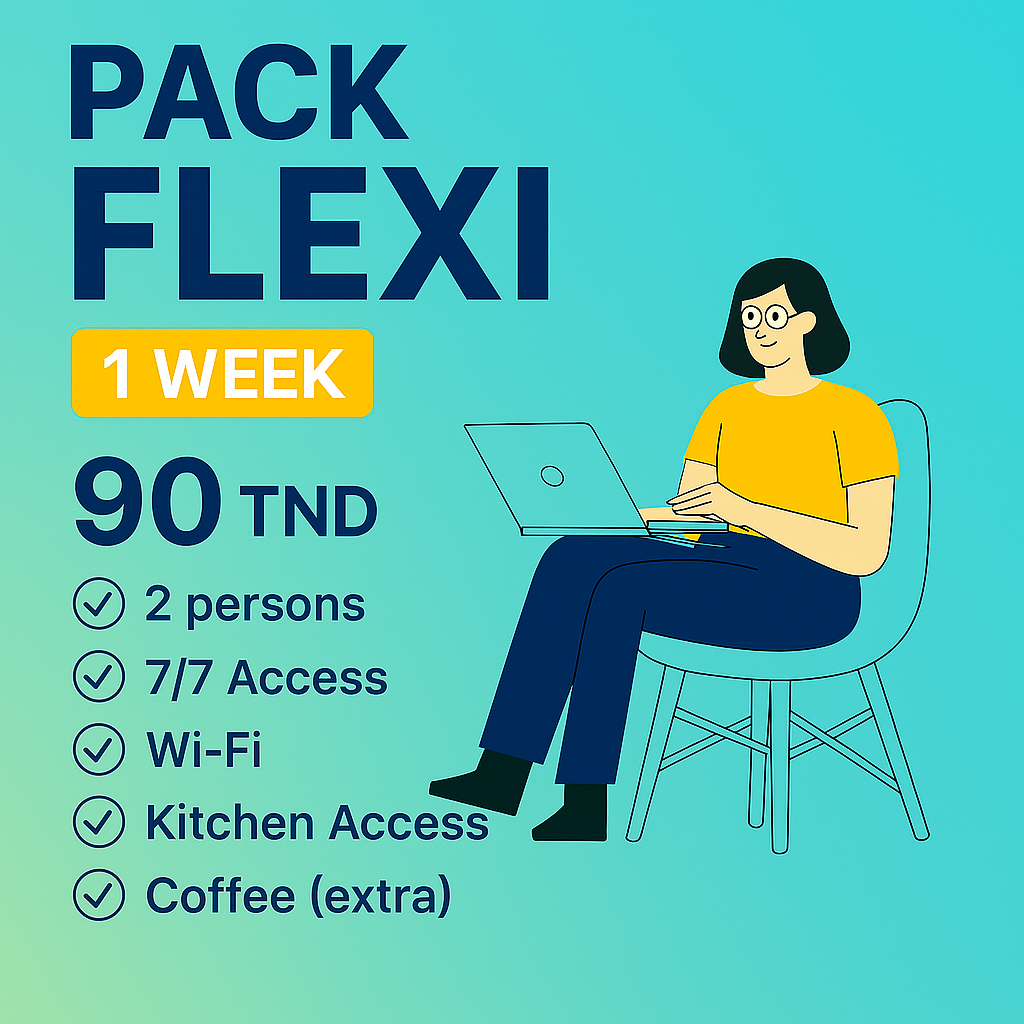 PACK
FLEXI
1 WEEK
90 TND
2 persons
7/7 Access
Wi-Fi
Kitchen Access
Coffee (extra)